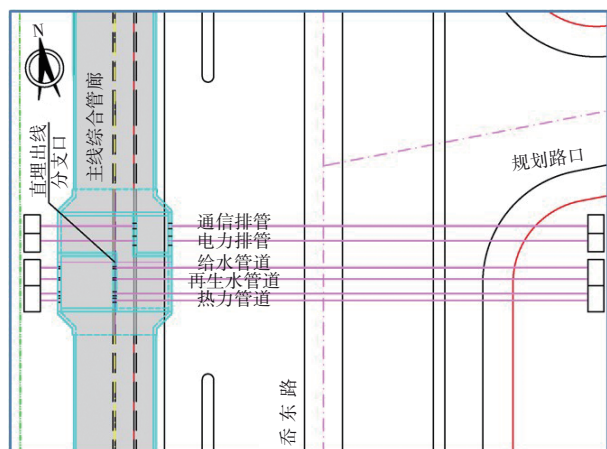 N
主线综合管廊
直埋出线
分支口
规划路口
通信排管
电力排管
给水管道
再生水管道
热力管道
岙东路